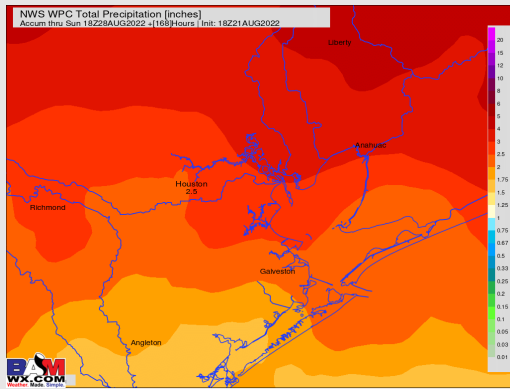 NWS WPC Total Precipitation [inches]
Accum thru Sun 18Z28AUG2022 +[168]Hours | Init: 18Z21AUG2022
Liberty
Anahuac
Houston
2.5
Richmond
Galveston
Angleton
20
15
12
10
8
6
5
4
3
2.5
2
1.75
1.5
1.25
1
0.75
0.67
0.5
0.33
0.25
0.2
0.15
0.1
0.05
0.03
0.01
BAM
WX.COM
Weather. Made. Simple.